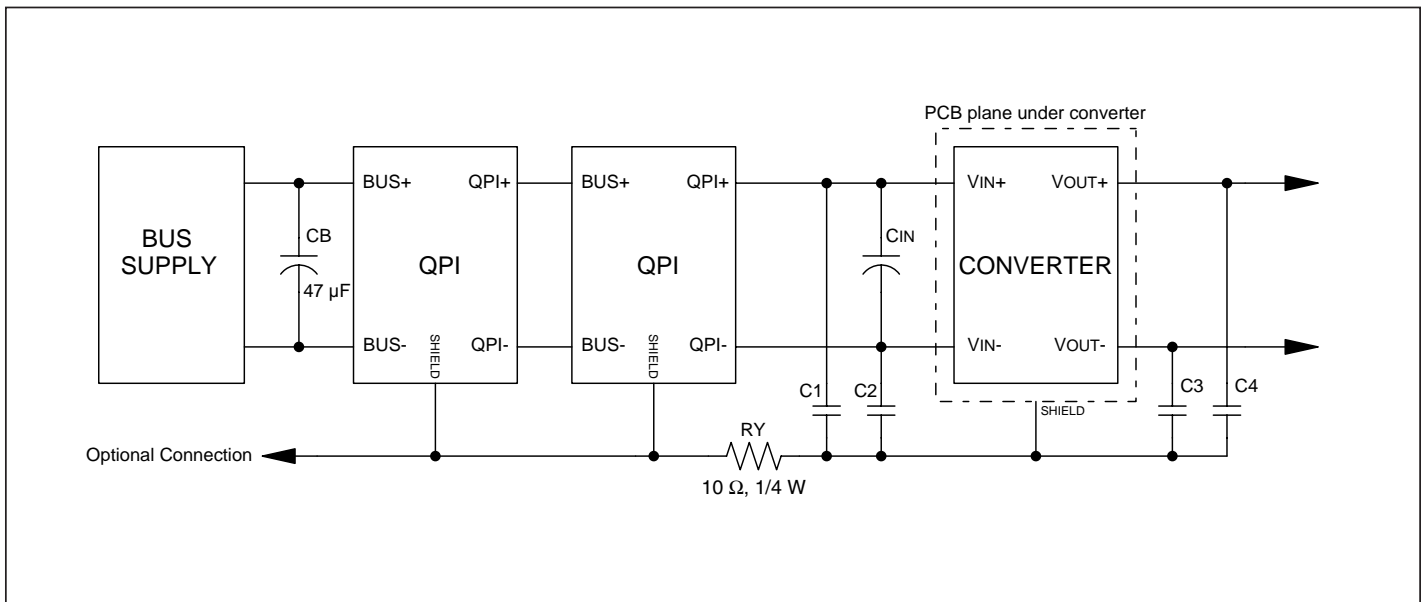 PCB plane under converter
BUS
SUPPLY
CB
47 µF
BUS+
QPI+
QPI
BUS-
QPI-
SHIELD
BUS+
QPI+
QPI
BUS-
QPI-
SHIELD
CIN
C1
C2
VIN+
VOUT+
CONVERTER
VIN-
VOUT-
SHIELD
C3
C4
Optional Connection
RY
10 Ω, 1/4 W